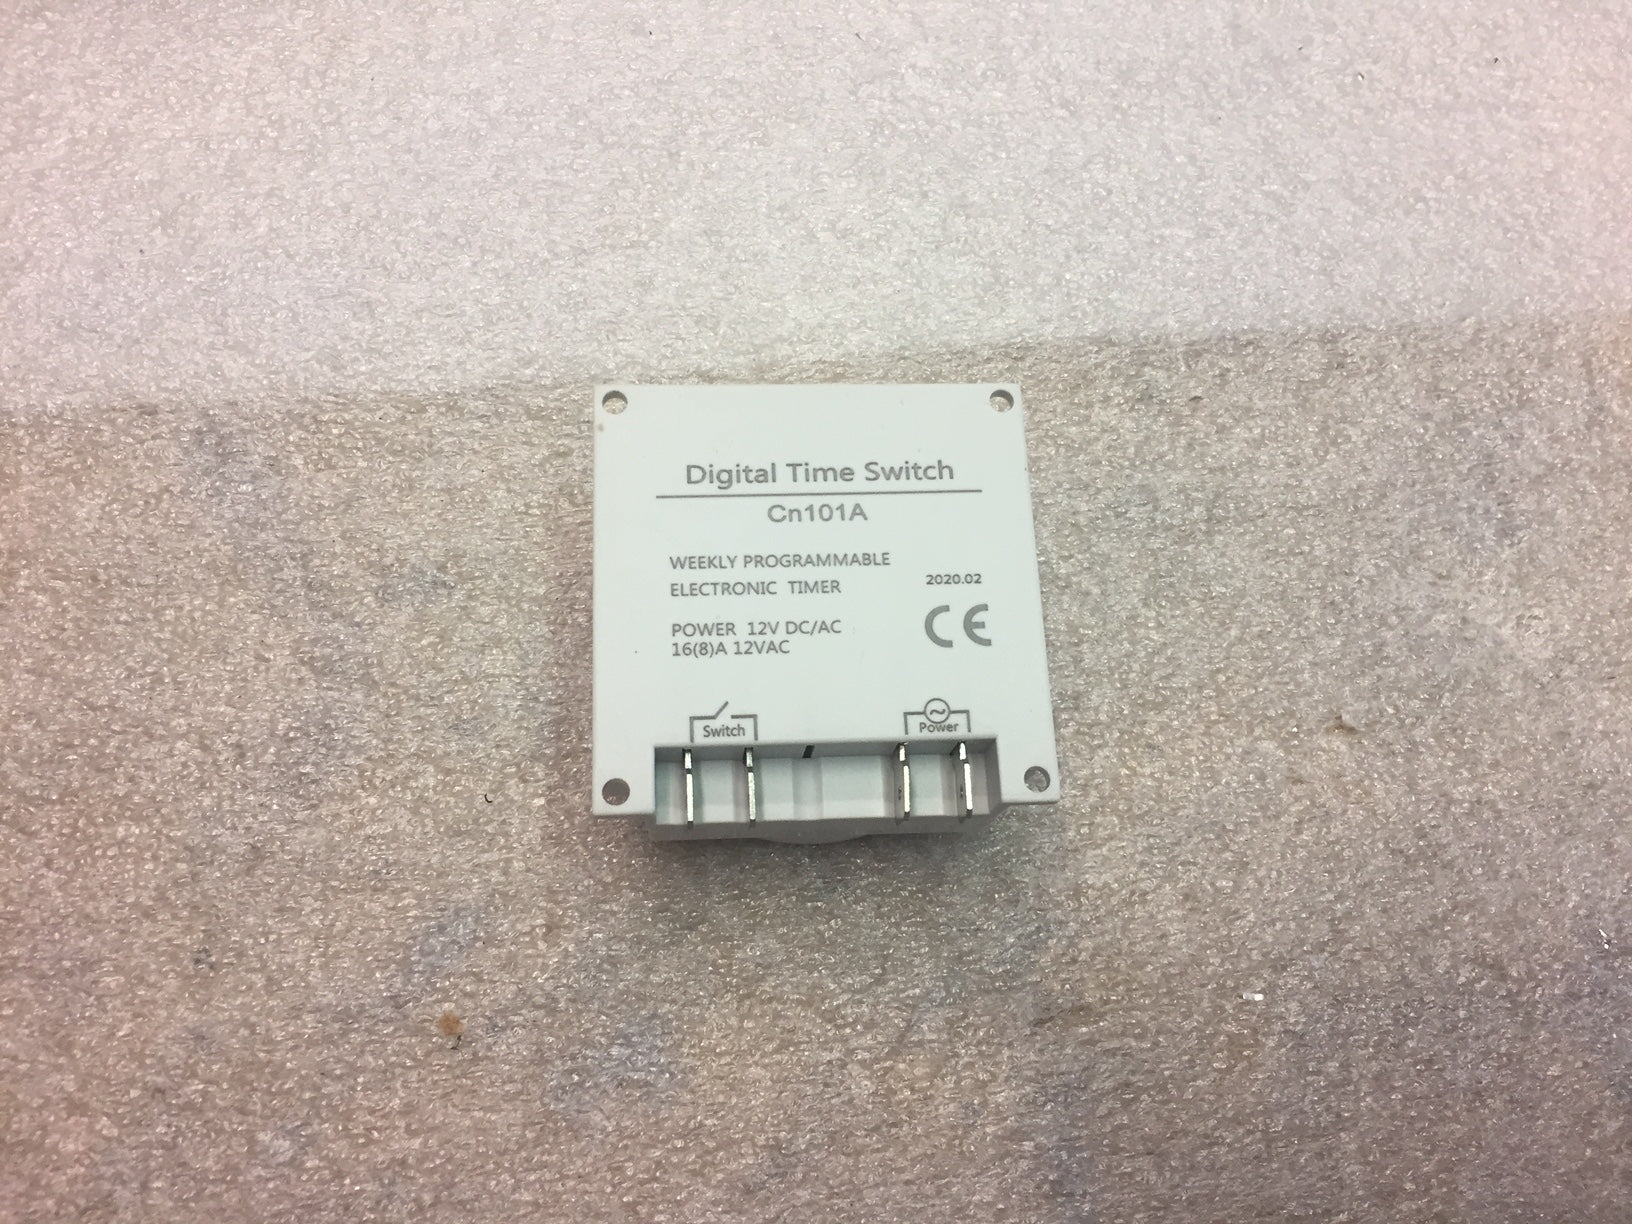 Digital Time Switch
Cn101A
WEEKLY PROGRAMMABLE
ELECTRONIC TIMER
2020.02
POWER 12V DC/AC
16(8)A 12VAC
CE
Switch
Power